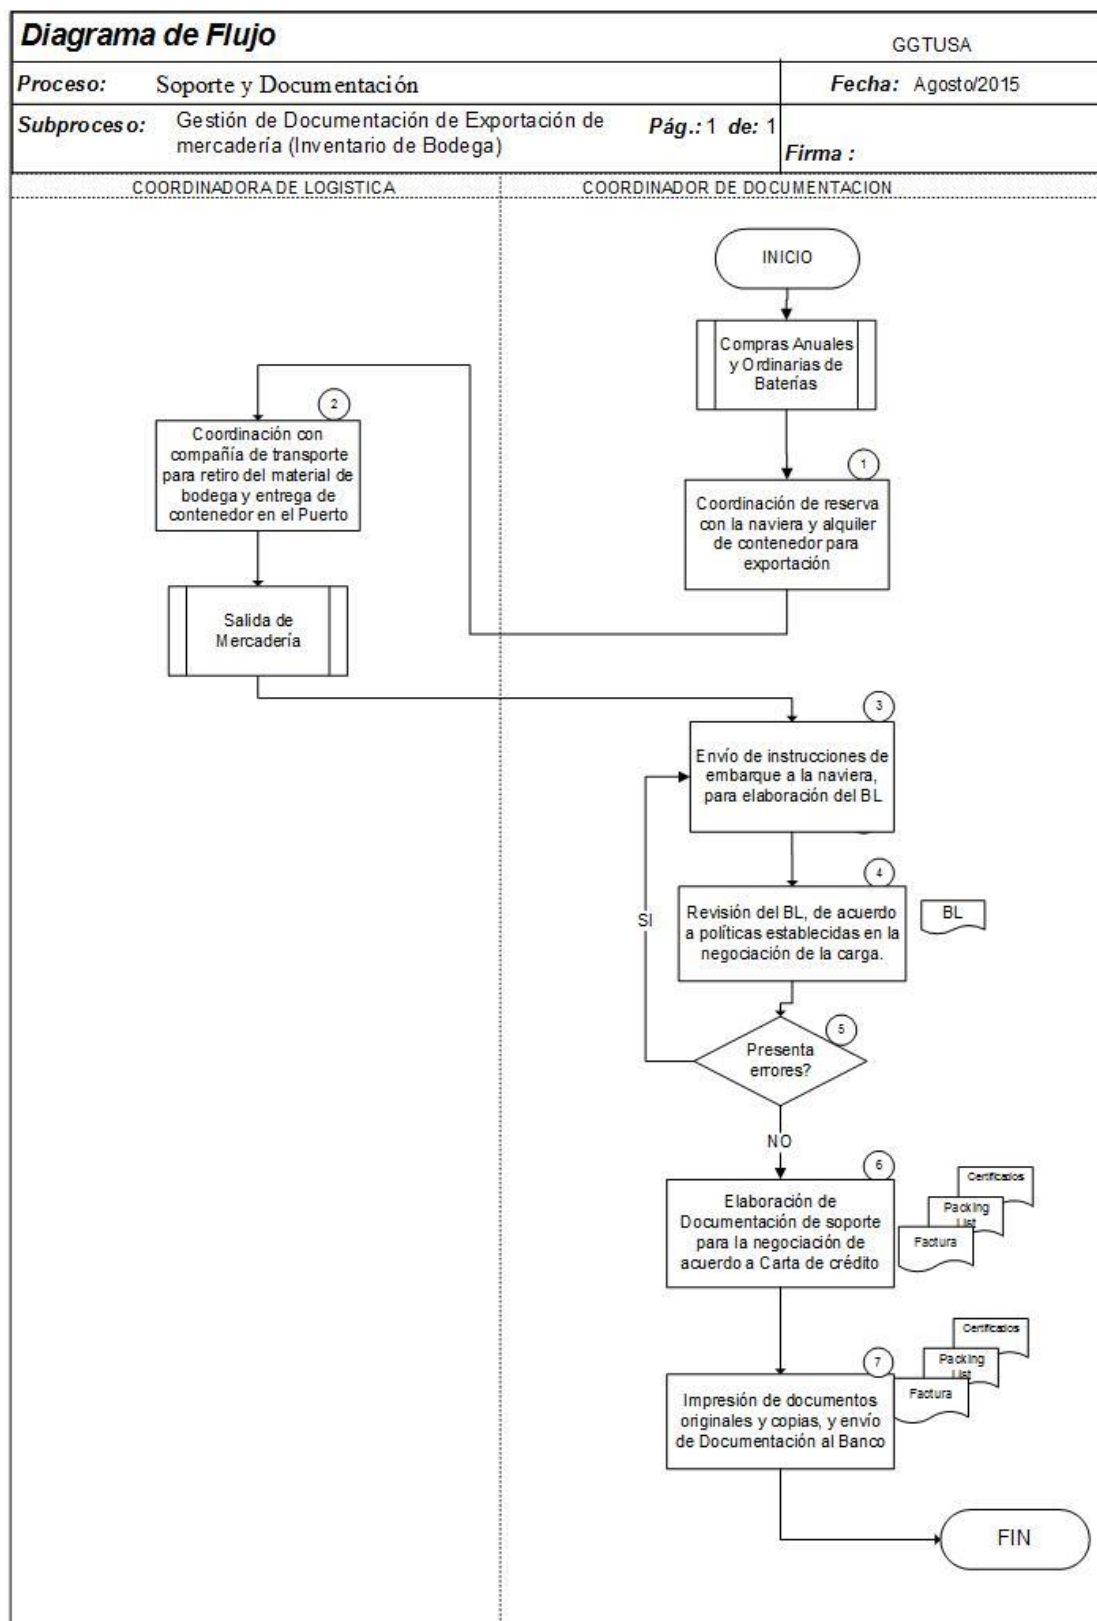 Diagrama de Flujo
GGTUSA
Proceso: Soporte y Documentación
Fecha: Agosto/2015
Subproceso: Gestión de Documentación de Exportación de
mercadería (Inventario de Bodega)
Pág.: 1 de: 1
Firma :
COORDINADORA DE LOGISTICA
COORDINADOR DE DOCUMENTACION
INICIO
Compras Anuales
y Ordinarias de
Baterías
1
Coordinación de reserva
con la naviera y alquiler
de contenedor para
exportación
2
Coordinación con
compañía de transporte
para retiro del material de
bodega y entrega de
contenedor en el Puerto
Salida de
Mercadería
3
Envío de instrucciones de
embarque a la naviera,
para elaboración del BL
4
Revisión del BL, de acuerdo
a políticas establecidas en la
negociación de la carga.
BL
SI
5
Presenta
errores?
NO
6
Elaboración de
Documentación de soporte
para la negociación de
acuerdo a Carta de crédito
Certificados
Packing
List
Factura
7
Impresión de documentos
originales y copias, y envío
de Documentación al Banco
Certificados
Packing
List
Factura
FIN